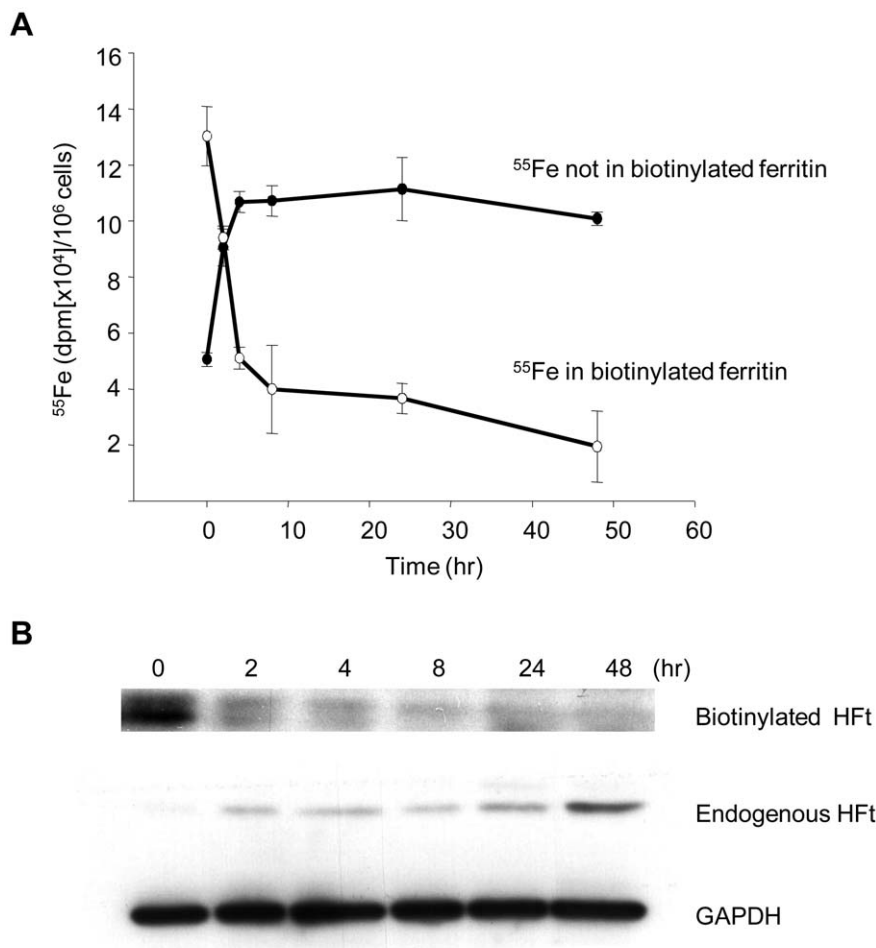 A
16
14
12
10
8
6
4
2
⁵⁵Fe (dpm[x10⁴]/10⁶ cells)
⁵⁵Fe not in biotinylated ferritin
⁵⁵Fe in biotinylated ferritin
0 10 20 30 40 50 60
Time (hr)
B
0 2 4 8 24 48 (hr)
Biotinylated HFt
Endogenous HFt
GAPDH